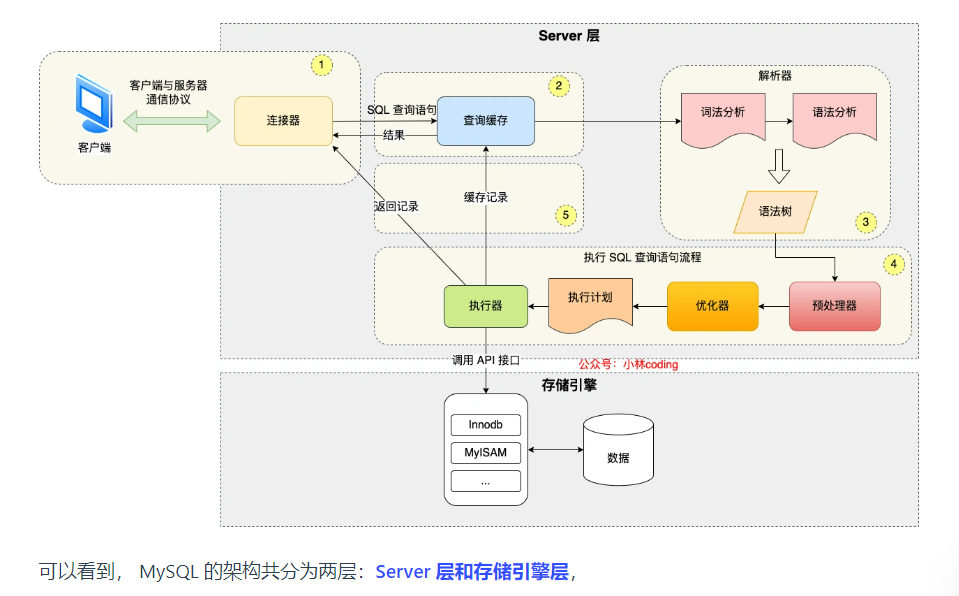 Server 层
1
客户端与服务器
通信协议
客户端
连接器
SQL 查询语句
结果
2
查询缓存
解析器
词法分析
语法分析
语法树
3
返回记录
缓存记录
5
执行 SQL 查询语句流程
4
执行器
执行计划
优化器
预处理器
调用 API 接口
公众号：小林coding
存储引擎
Innodb
MyISAM
...
数据
可以看到， MySQL 的架构共分为两层：Server 层和存储引擎层，